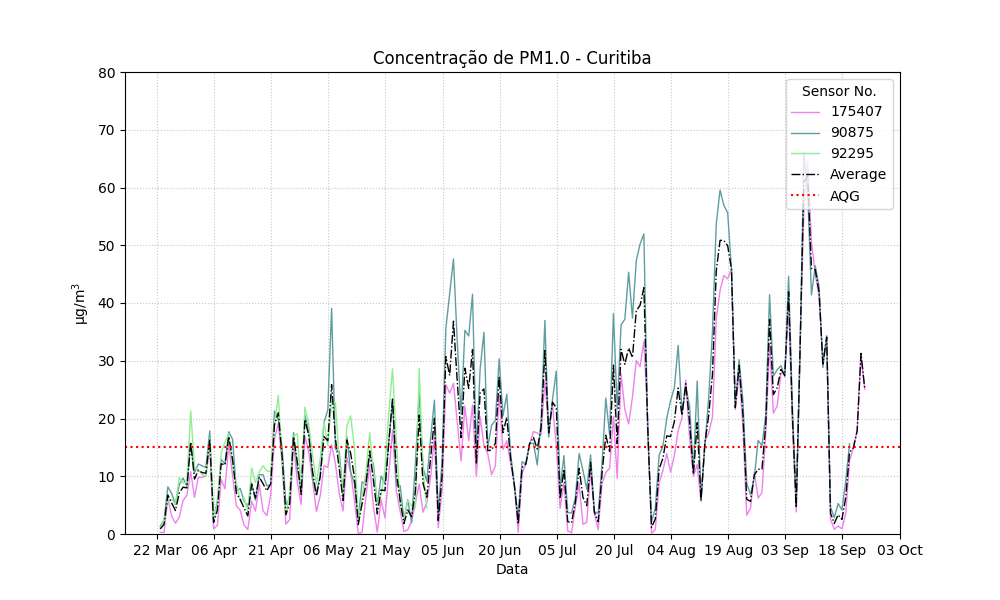 Concentração de PM1.0 - Curitiba
80
70
60
50
40
30
20
10
0
µg/m³
Sensor No.
175407
90875
92295
Average
AQG
22 Mar 06 Apr 21 Apr 06 May 21 May 05 Jun 20 Jun 05 Jul 20 Jul 04 Aug 19 Aug 03 Sep 18 Sep 03 Oct
Data